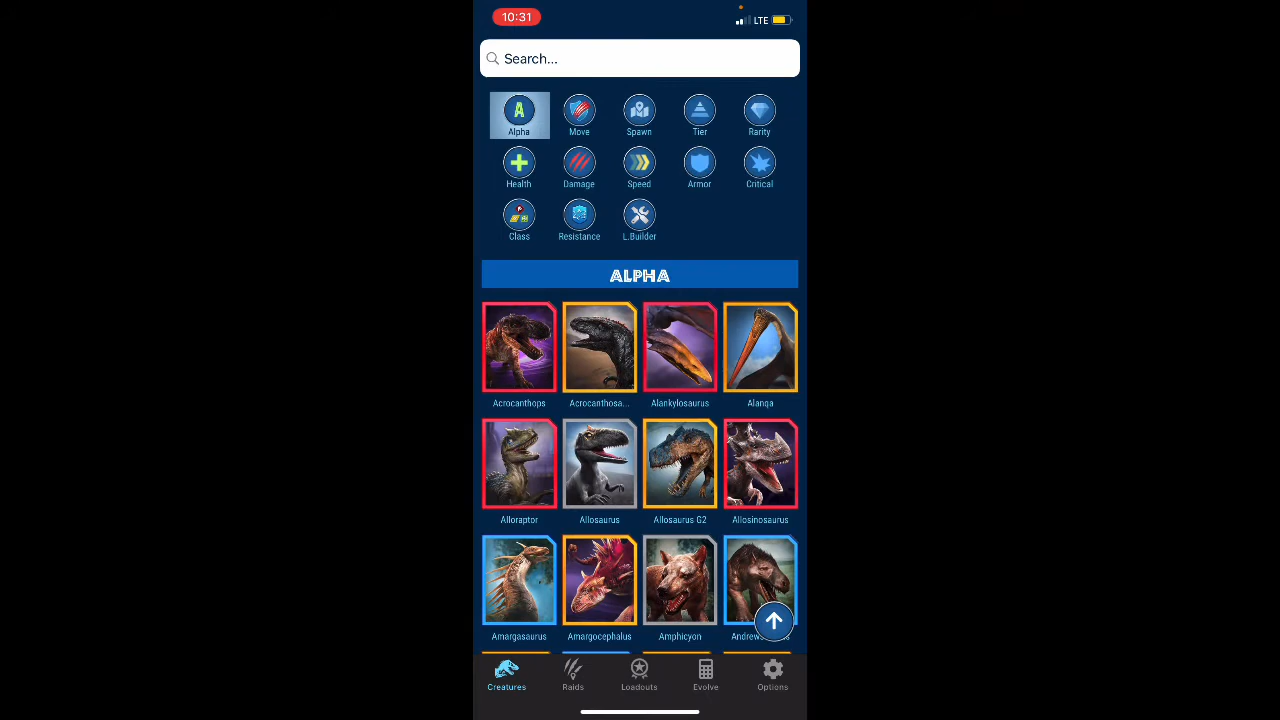 10:31
LTE
Search...
Alpha Move Spawn Tier Rarity
Health Damage Speed Armor Critical
Class Resistance L.Builder
ALPHA
Acrocanthops Acrocanthosa... Alankylosaurus Alanqa
Alloraptor Allosaurus Allosaurus G2 Allosinosaurus
Amargasaurus Amargocephalus Amphicyon
Creatures Raids Loadouts Evolve Options